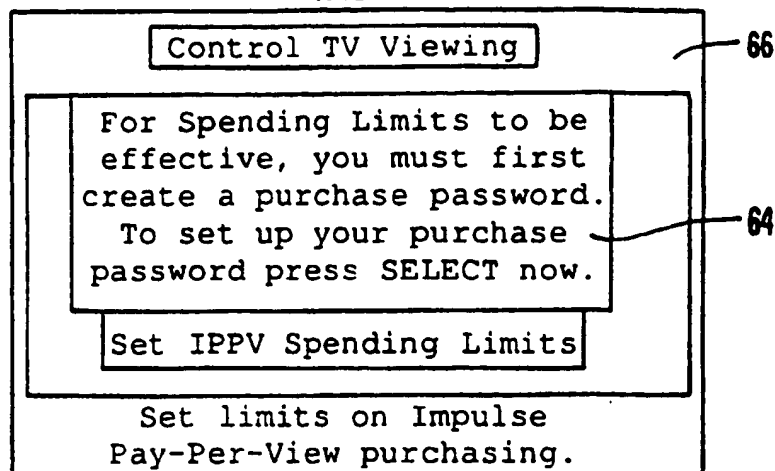 Control TV Viewing
66
For Spending Limits to be
effective, you must first
create a purchase password.
To set up your purchase
64
password press SELECT now.
Set IPPV Spending Limits
Set limits on Impulse
Pay-Per-View purchasing.